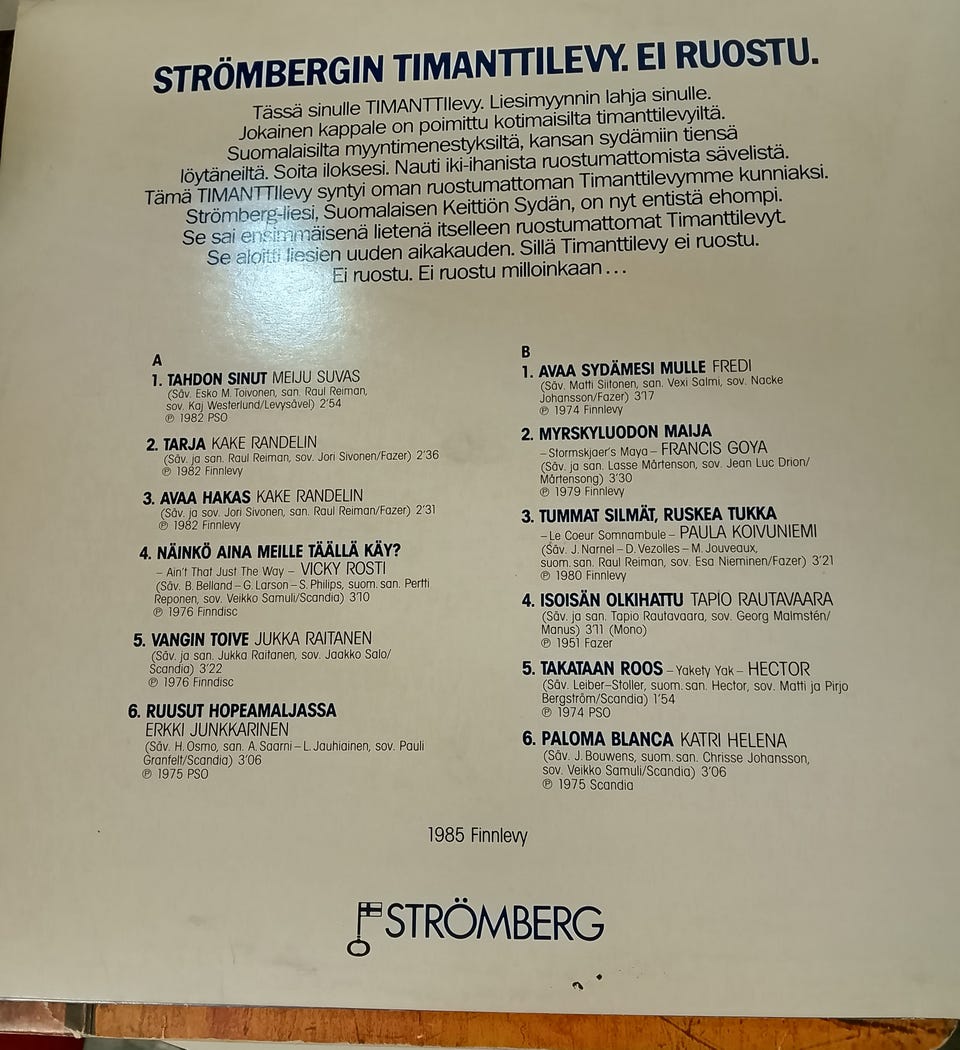 STRÖMBERGIN TIMANTTILEVY. EI RUOSTU.
Tässä sinulle TIMANTTIlevy. Liesimyynnin lahja sinulle.
Jokainen kappale on poimittu kotimaisilta timanttilevyiltä.
Suomalaisilta myyntimenestyksiltä, kansan sydämiin tiensä
löytäneiltä. Soita iloksesi. Nauti iki-ihanista ruostumattomista sävelistä.
Tämä TIMANTTIlevy syntyi oman ruostumattoman Timanttilevymme kunniaksi.
Strömberg-liesi, Suomalaisen Keittiön Sydän, on nyt entistä ehompi.
Se sai ensimmäisenä lietenä itselleen ruostumattomat Timanttilevyt.
Se aloitti liesien uuden aikakauden. Sillä Timanttilevy ei ruostu.
Ei ruostu. Ei ruostu milloinkaan...
A
1. TAHDON SINUT MEIJU SUVAS
(Säv. Esko M. Toivonen, san. Raul Reiman,
sov. Kaj Westerlund/Levysävel) 2'54
℗ 1982 PSO
2. TARJA KAKE RANDELIN
(Säv. ja san. Raul Reiman, sov. Jori Sivonen/Fazer) 2'36
℗ 1982 Finnlevy
3. AVAA HAKAS KAKE RANDELIN
(Säv. ja sov. Jori Sivonen, san. Raul Reiman/Fazer) 2'31
℗ 1982 Finnlevy
4. NÄINKÖ AINA MEILLE TÄÄLLÄ KÄY?
– Ain't That Just The Way – VICKY ROSTI
(Säv. B. Belland – G. Larson – S. Philips, suom. san. Pertti
Reponen, sov. Veikko Samuli/Scandia) 3'10
℗ 1976 Finndisc
5. VANGIN TOIVE JUKKA RAITANEN
(Säv. ja san. Jukka Raitanen, sov. Jaakko Salo/
Scandia) 3'22
℗ 1976 Finndisc
6. RUUSUT HOPEAMALJASSA
ERKKI JUNKKARINEN
(Säv. H. Osmo, san. A. Saarni – L. Jauhiainen, sov. Pauli
Granfelt/Scandia) 3'06
℗ 1975 PSO
B
1. AVAA SYDÄMESI MULLE FREDI
(Säv. Matti Siitonen, san. Vexi Salmi, sov. Nacke
Johansson/Fazer) 3'17
℗ 1974 Finnlevy
2. MYRSKYLUODON MAIJA
– Stormskjaer's Maya – FRANCIS GOYA
(Säv. ja san. Lasse Mårtenson, sov. Jean Luc Drion/
Mårtensong) 3'30
℗ 1979 Finnlevy
3. TUMMAT SILMÄT, RUSKEA TUKKA
– Le Coeur Somnambule – PAULA KOIVUNIEMI
(Säv. J. Narnel – D. Vezolles – M. Jouveaux,
suom. san. Raul Reiman, sov. Esa Nieminen/Fazer) 3'21
℗ 1980 Finnlevy
4. ISOISÄN OLKIHATTU TAPIO RAUTAVAARA
(Säv. ja san. Tapio Rautavaara, sov. Georg Malmstén/
Manus) 3'11 (Mono)
℗ 1951 Fazer
5. TAKATAAN ROOS – Yakety Yak – HECTOR
(Säv. Leiber–Stoller, suom. san. Hector, sov. Matti ja Pirjo
Bergström/Scandia) 1'54
℗ 1974 PSO
6. PALOMA BLANCA KATRI HELENA
(Säv. J. Bouwens, suom. san. Chrisse Johansson,
sov. Veikko Samuli/Scandia) 3'06
℗ 1975 Scandia
1985 Finnlevy
STRÖMBERG